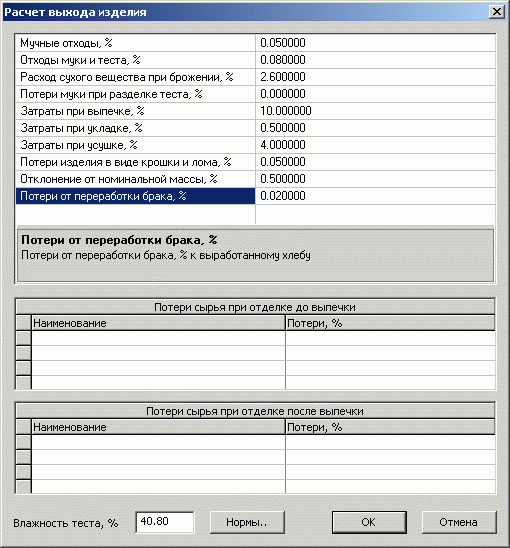 Расчет выхода изделия
Мучные отходы, % 0.050000
Отходы муки и теста, % 0.080000
Расход сухого вещества при брожении, % 2.600000
Потери муки при разделке теста, % 0.000000
Затраты при выпечке, % 10.000000
Затраты при укладке, % 0.500000
Затраты при усушке, % 4.000000
Потери изделия в виде крошки и лома, % 0.050000
Отклонение от номинальной массы, % 0.500000
Потери от переработки брака, % 0.020000
Потери от переработки брака, %
Потери от переработки брака, % к выработанному хлебу
Потери сырья при отделке до выпечки
Наименование Потери, %
Потери сырья при отделке после выпечки
Наименование Потери, %
Влажность теста, % 40.80 Нормы.. OK Отмена